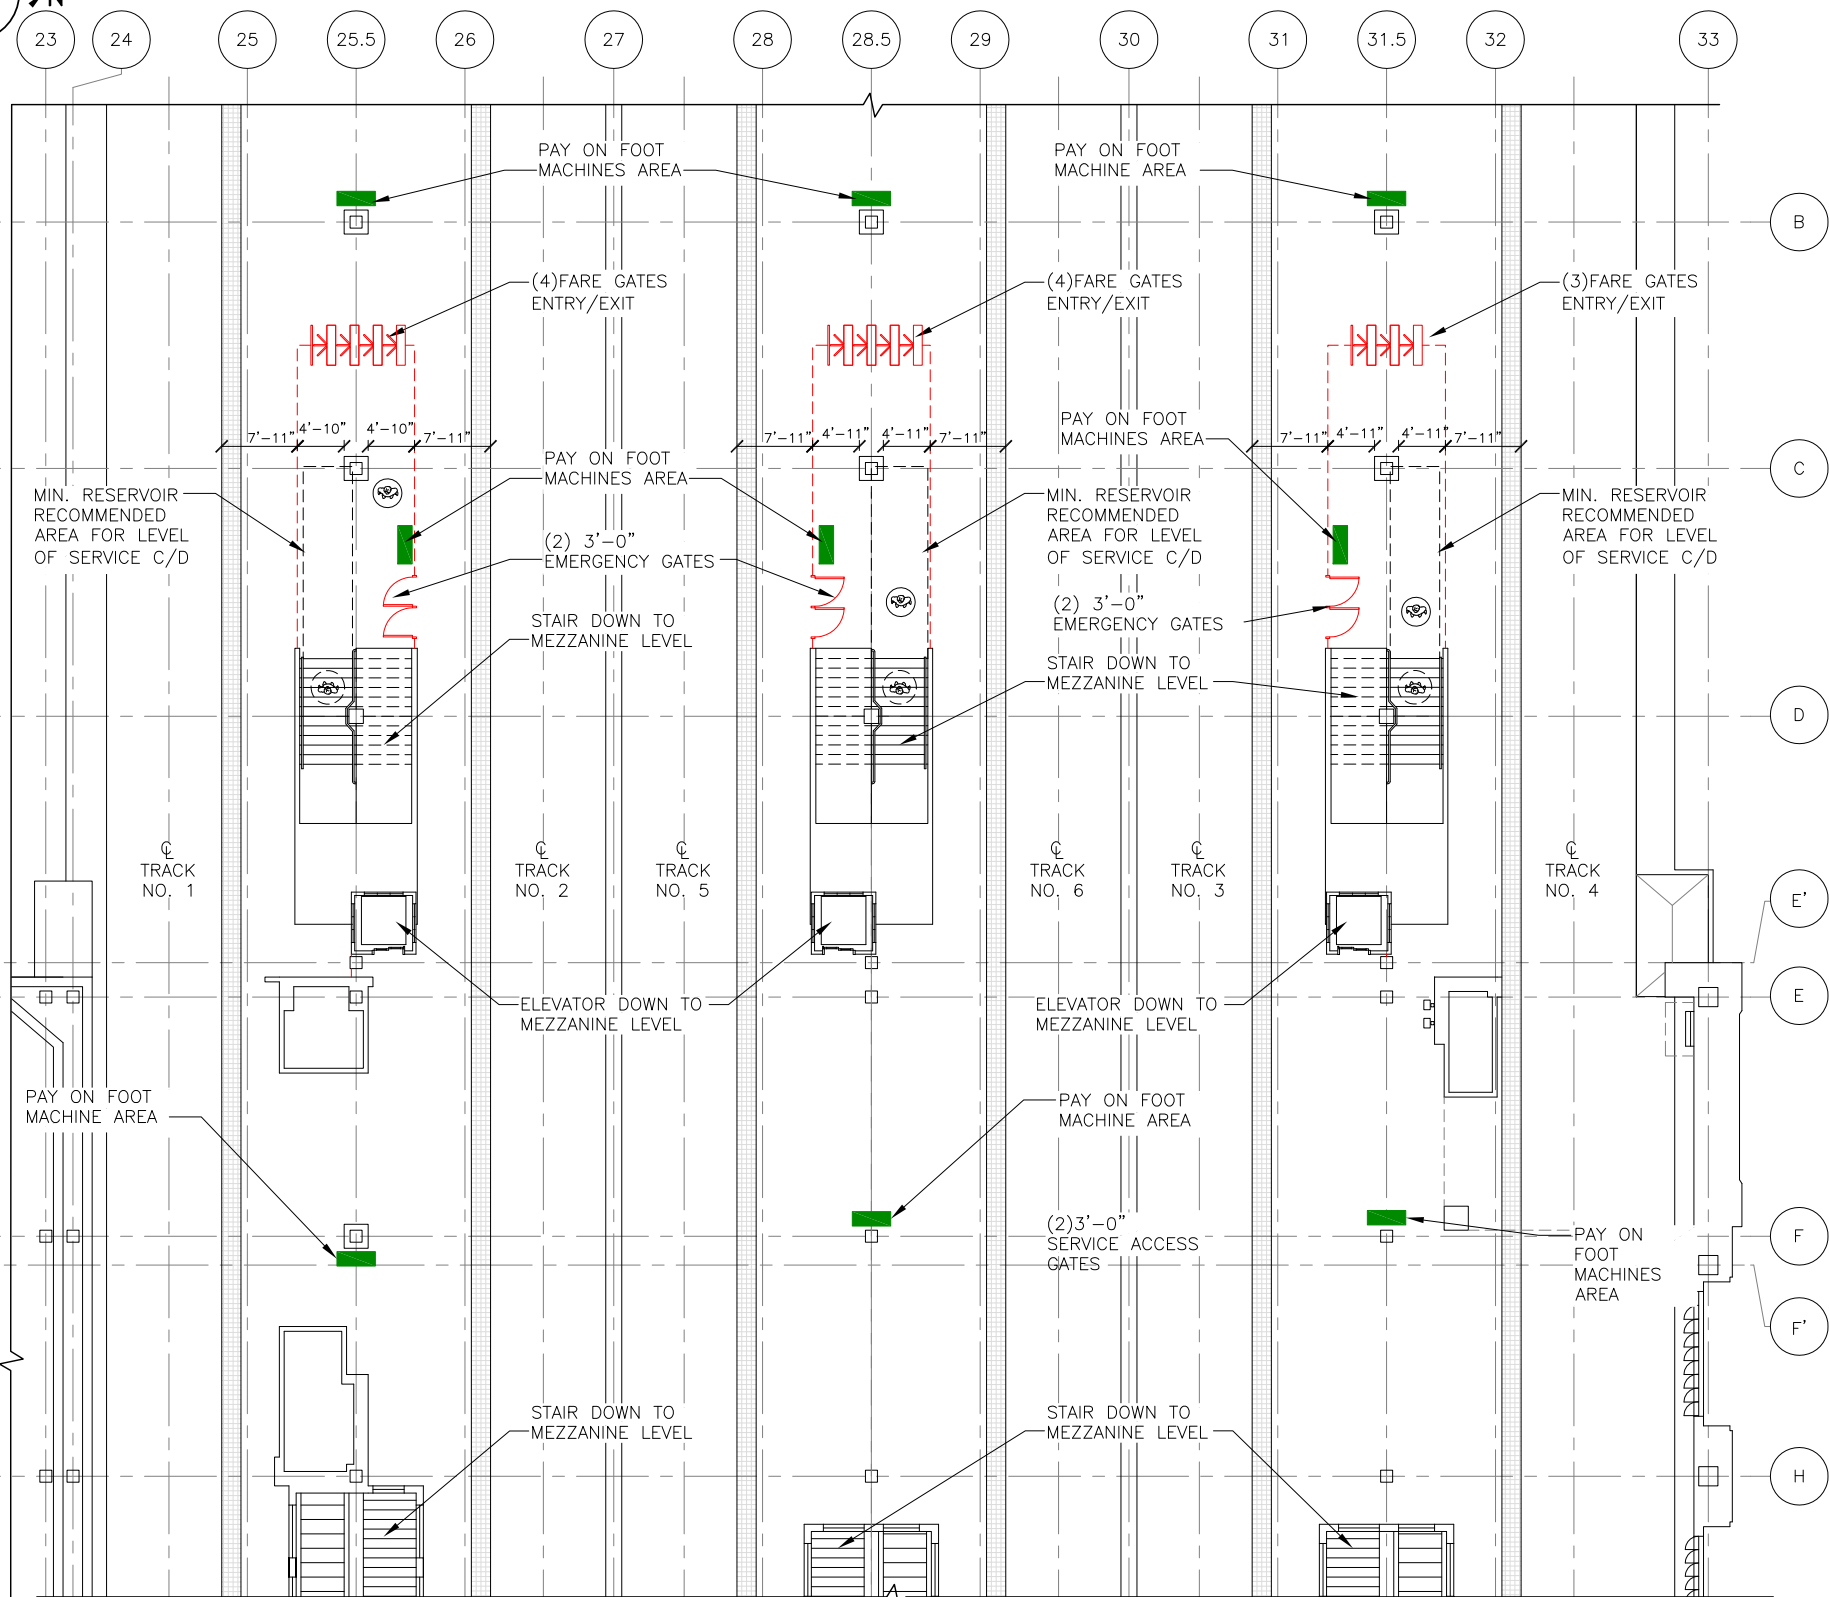 N
23 24 25 25.5 26 27 28 28.5 29 30 31 31.5 32 33
PAY ON FOOT
MACHINES AREA
PAY ON FOOT
MACHINE AREA
B
(4)FARE GATES
ENTRY/EXIT
(4)FARE GATES
ENTRY/EXIT
(3)FARE GATES
ENTRY/EXIT
7'-11" 4'-10" 4'-10" 7'-11"
7'-11" 4'-11" 4'-11" 7'-11"
7'-11" 4'-11" 4'-11" 7'-11"
PAY ON FOOT
MACHINES AREA
C
PAY ON FOOT
MACHINES AREA
MIN. RESERVOIR
RECOMMENDED
AREA FOR LEVEL
OF SERVICE C/D
MIN. RESERVOIR
RECOMMENDED
AREA FOR LEVEL
OF SERVICE C/D
MIN. RESERVOIR
RECOMMENDED
AREA FOR LEVEL
OF SERVICE C/D
(2) 3'-0"
EMERGENCY GATES
(2) 3'-0"
EMERGENCY GATES
STAIR DOWN TO
MEZZANINE LEVEL
STAIR DOWN TO
MEZZANINE LEVEL
D
℄
TRACK
NO. 1
℄
TRACK
NO. 2
℄
TRACK
NO. 5
℄
TRACK
NO. 6
℄
TRACK
NO. 3
℄
TRACK
NO. 4
E'
ELEVATOR DOWN TO
MEZZANINE LEVEL
ELEVATOR DOWN TO
MEZZANINE LEVEL
E
PAY ON FOOT
MACHINE AREA
PAY ON FOOT
MACHINE AREA
(2)3'-0"
SERVICE ACCESS
GATES
PAY ON
FOOT
MACHINES
AREA
F
F'
STAIR DOWN TO
MEZZANINE LEVEL
STAIR DOWN TO
MEZZANINE LEVEL
H